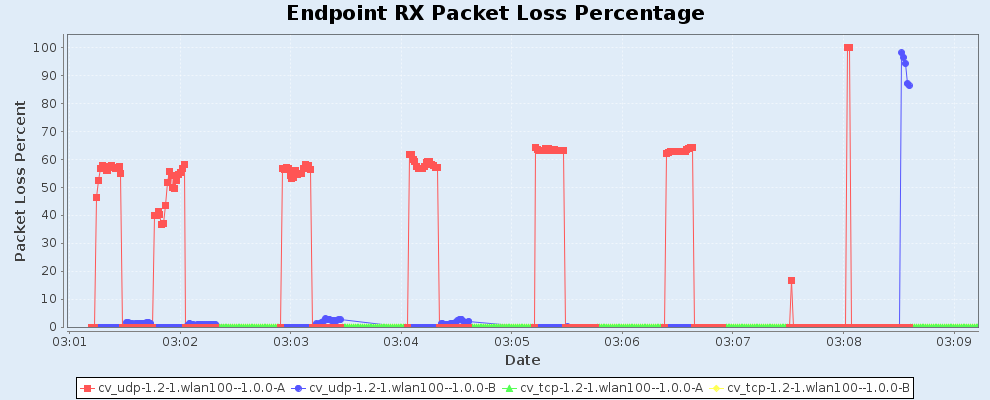 Endpoint RX Packet Loss Percentage
Packet Loss Percent
100
90
80
70
60
50
40
30
20
10
0
03:01 03:02 03:03 03:04 03:05 03:06 03:07 03:08 03:09
Date
cv_udp-1.2-1.wlan100--1.0.0-A cv_udp-1.2-1.wlan100--1.0.0-B cv_tcp-1.2-1.wlan100--1.0.0-A cv_tcp-1.2-1.wlan100--1.0.0-B